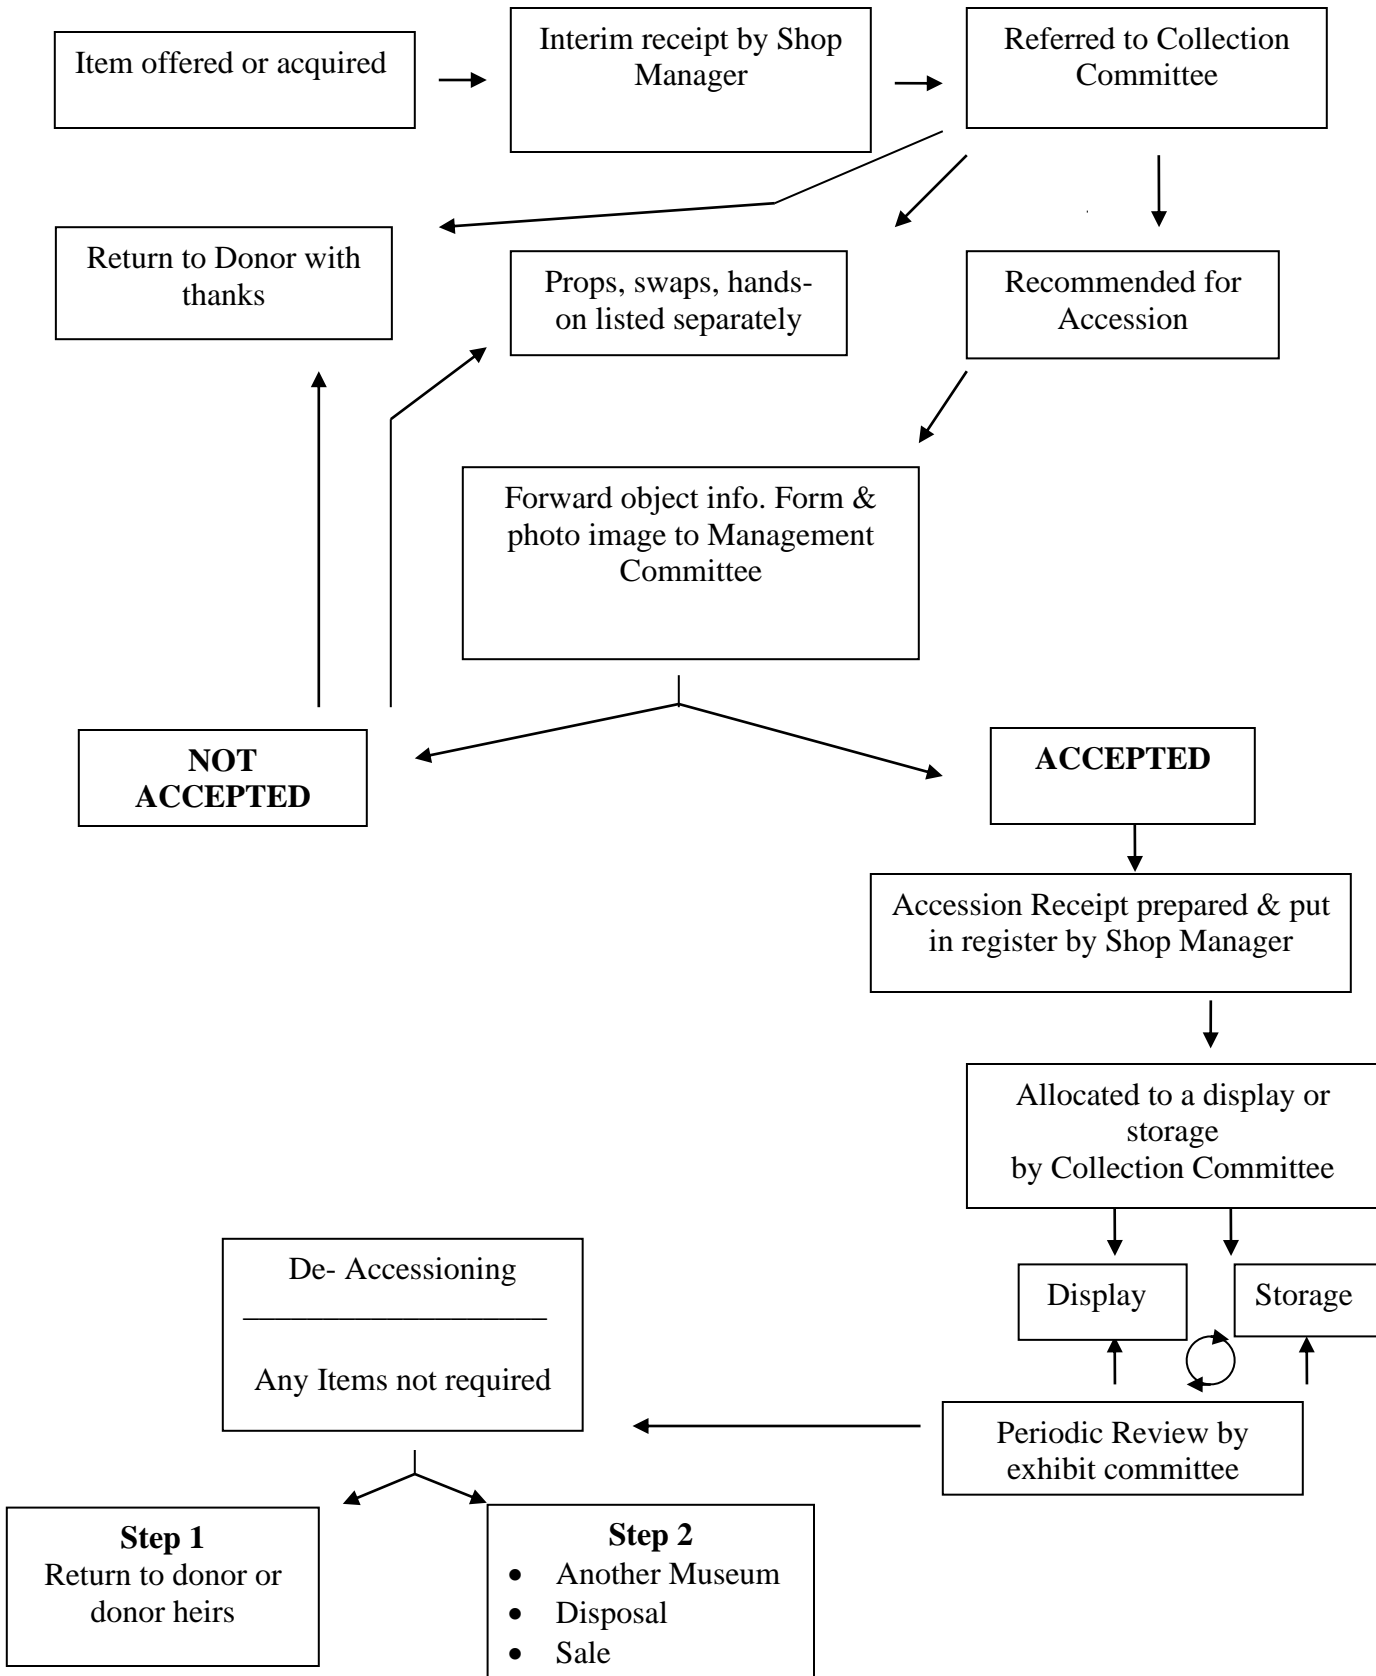 Item offered or acquired
Interim receipt by Shop
Manager
Referred to Collection
Committee
Return to Donor with
thanks
Props, swaps, hands-
on listed separately
Recommended for
Accession
Forward object info. Form &
photo image to Management
Committee
NOT
ACCEPTED
ACCEPTED
Accession Receipt prepared & put
in register by Shop Manager
Allocated to a display or
storage
by Collection Committee
Display
Storage
De- Accessioning
___________________
Any Items not required
Periodic Review by
exhibit committee
Step 1
Return to donor or
donor heirs
Step 2
• Another Museum
• Disposal
• Sale